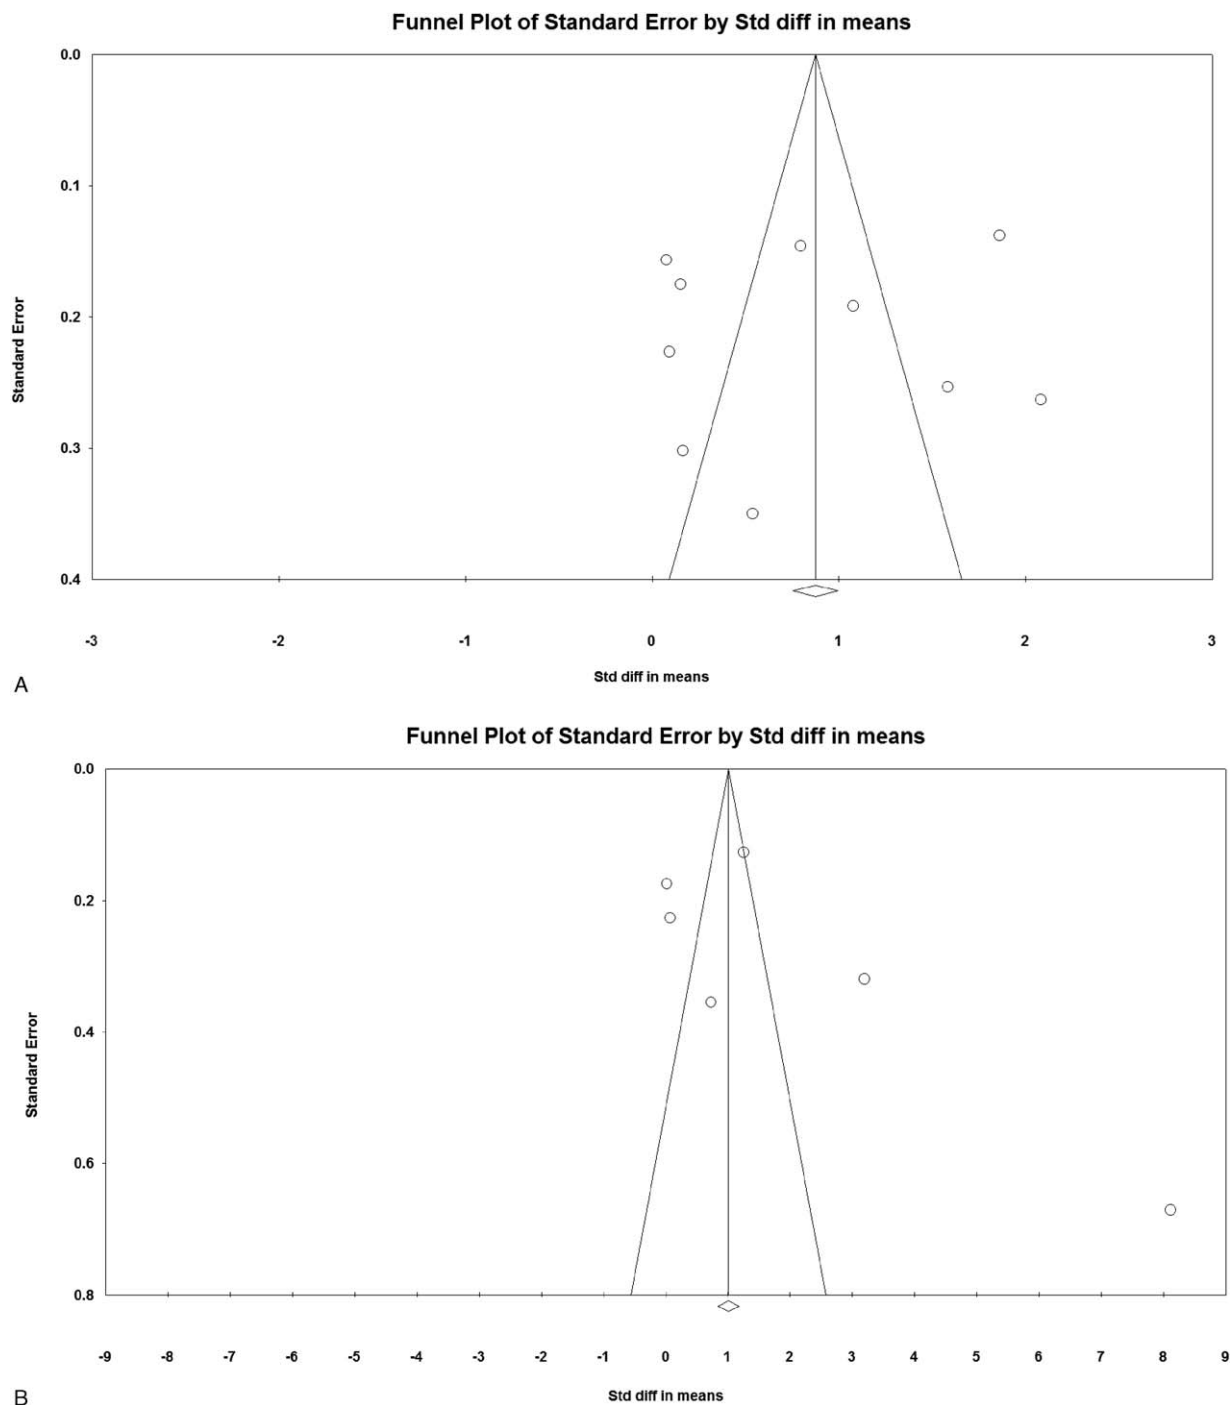 Funnel Plot of Standard Error by Std diff in means
0.0
0.1
0.2
0.3
0.4
Standard Error
-3 -2 -1 0 1 2 3
Std diff in means
A
Funnel Plot of Standard Error by Std diff in means
0.0
0.2
0.4
0.6
0.8
Standard Error
-9 -8 -7 -6 -5 -4 -3 -2 -1 0 1 2 3 4 5 6 7 8 9
Std diff in means
B